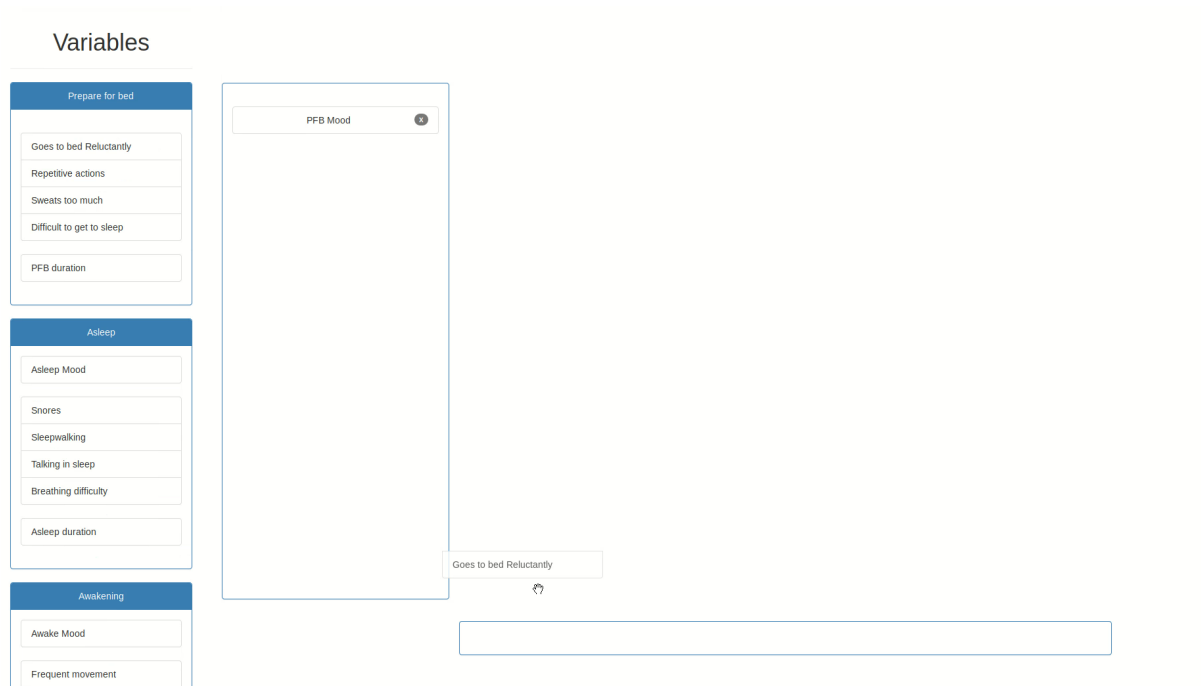 Variables
Prepare for bed
Goes to bed Reluctantly
Repetitive actions
Sweats too much
Difficult to get to sleep
PFB duration
Asleep
Asleep Mood
Snores
Sleepwalking
Talking in sleep
Breathing difficulty
Asleep duration
Awakening
Awake Mood
Frequent movement
PFB Mood x
Goes to bed Reluctantly